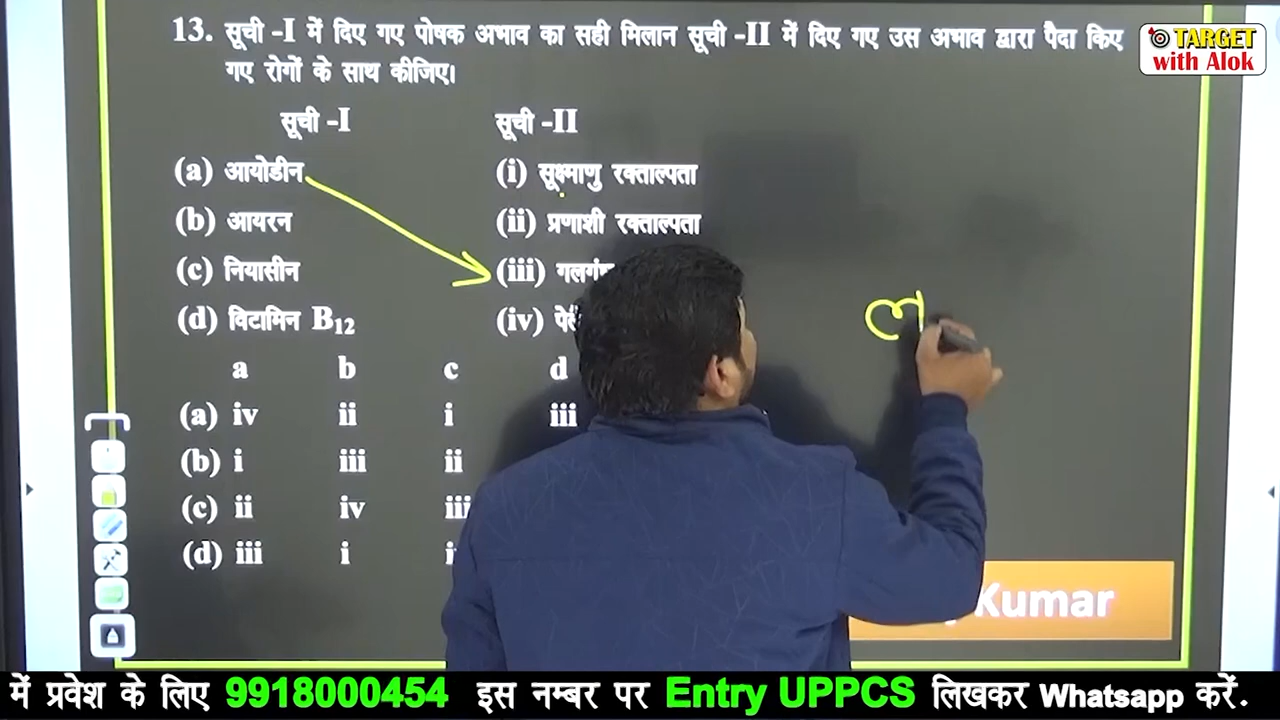 13. सूची -I में दिए गए पोषक अभाव का सही मिलान सूची -II में दिए गए उस अभाव द्वारा पैदा किए
गए रोगों के साथ कीजिए।
TARGET
with Alok
सूची -I सूची -II
(a) आयोडीन (i) सूक्ष्माणु रक्ताल्पता
(b) आयरन (ii) प्रणाशी रक्ताल्पता
(c) नियासीन (iii)
(d) विटामिन B12 (iv)
a b c d
(a) iv ii i iii
(b) i iii ii
(c) ii iv iii
(d) iii i
ल
Kumar
में प्रवेश के लिए 9918000454 इस नम्बर पर Entry UPPCS लिखकर Whatsapp करें.